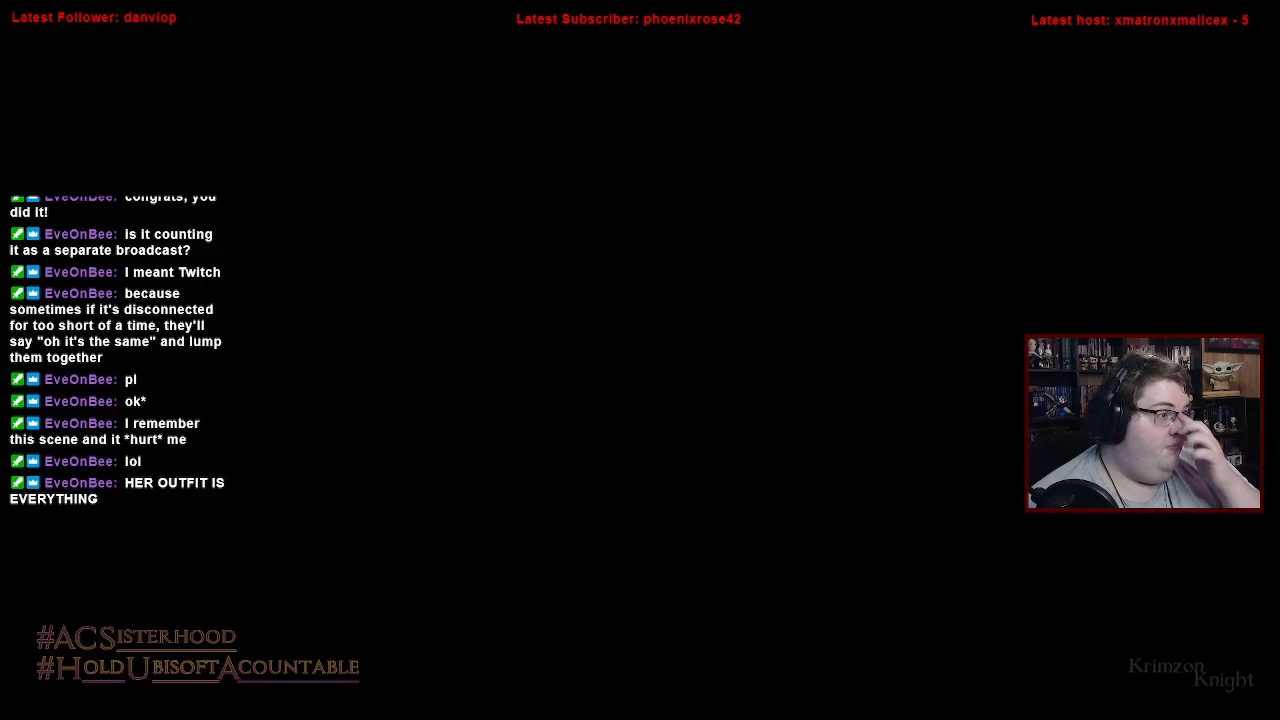 Latest Follower: danviop
Latest Subscriber: phoenixrose42
Latest host: xmatronxmalicex - 5
EveOnBee: congrats, you
did it!
EveOnBee: Is it counting
it as a separate broadcast?
EveOnBee: I meant Twitch
EveOnBee: because
sometimes if it's disconnected
for too short of a time, they'll
say "oh it's the same" and lump
them together
EveOnBee: pl
EveOnBee: ok*
EveOnBee: I remember
this scene and it *hurt* me
EveOnBee: lol
EveOnBee: HER OUTFIT IS
EVERYTHING
#ACSisterhood
#HoldUbisoftAcountable
Krimzon
Knight